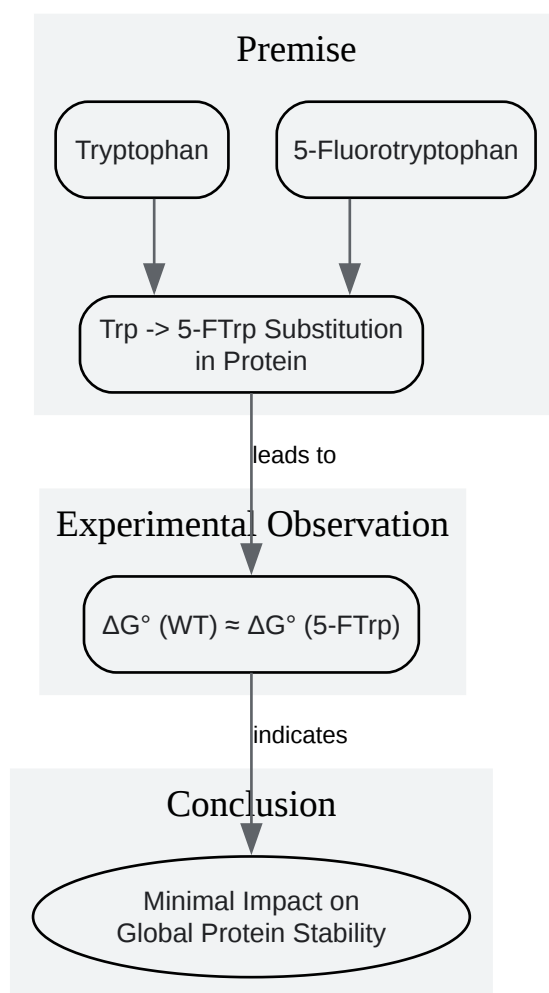 Premise
Tryptophan
5-Fluorotryptophan
Trp -> 5-FTrp Substitution
in Protein
leads to
Experimental Observation
ΔG° (WT) ≈ ΔG° (5-FTrp)
indicates
Conclusion
Minimal Impact on
Global Protein Stability